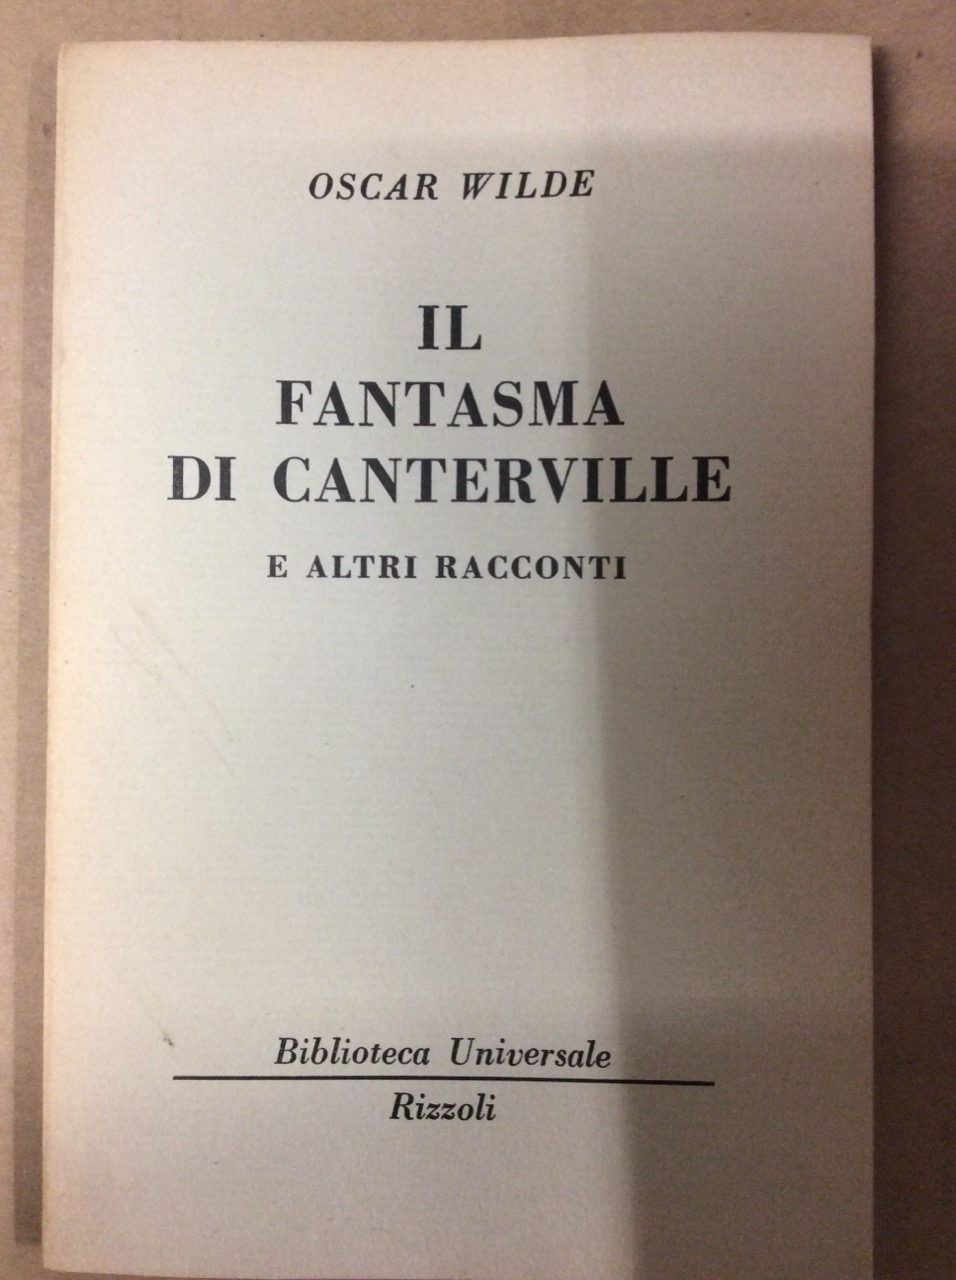 OSCAR WILDE
IL
FANTASMA
DI CANTERVILLE
E ALTRI RACCONTI
Biblioteca Universale
Rizzoli